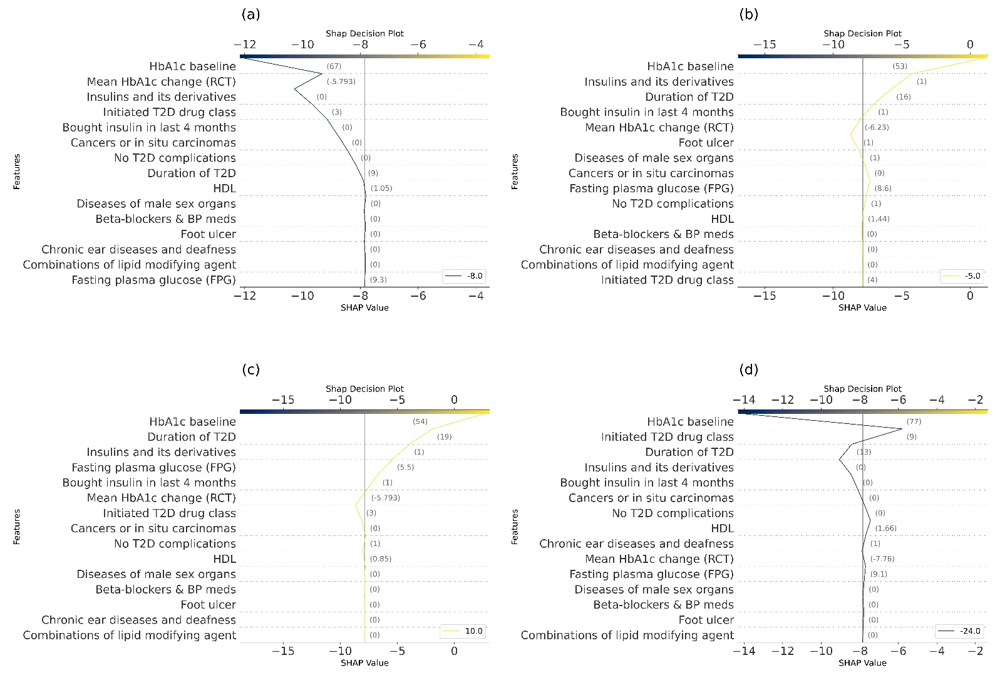 (a)
Shap Decision Plot
−12 −10 −8 −6 −4
HbA1c baseline (67)
Mean HbA1c change (RCT) (-5.793)
Insulins and its derivatives (0)
Initiated T2D drug class (3)
Bought insulin in last 4 months (0)
Cancers or in situ carcinomas (0)
No T2D complications (0)
Duration of T2D (9)
HDL (1.05)
Diseases of male sex organs (0)
Beta-blockers & BP meds (0)
Foot ulcer (0)
Chronic ear diseases and deafness (0)
Combinations of lipid modifying agent (0)
Fasting plasma glucose (FPG) (9.3)
Features
-8.0
−12 −10 −8 −6 −4
SHAP Value
(b)
Shap Decision Plot
−15 −10 −5 0
HbA1c baseline (53)
Insulins and its derivatives (1)
Duration of T2D (16)
Bought insulin in last 4 months (1)
Mean HbA1c change (RCT) (-6.23)
Foot ulcer (1)
Diseases of male sex organs (1)
Cancers or in situ carcinomas (0)
Fasting plasma glucose (FPG) (8.6)
No T2D complications (1)
HDL (1.44)
Beta-blockers & BP meds (0)
Chronic ear diseases and deafness (0)
Combinations of lipid modifying agent (0)
Initiated T2D drug class (4)
Features
-5.0
−15 −10 −5 0
SHAP Value
(c)
Shap Decision Plot
−15 −10 −5 0
HbA1c baseline (54)
Duration of T2D (19)
Insulins and its derivatives (1)
Fasting plasma glucose (FPG) (5.5)
Bought insulin in last 4 months (1)
Mean HbA1c change (RCT) (-5.793)
Initiated T2D drug class (3)
Cancers or in situ carcinomas (0)
No T2D complications (1)
HDL (0.85)
Diseases of male sex organs (0)
Beta-blockers & BP meds (0)
Foot ulcer (0)
Chronic ear diseases and deafness (0)
Combinations of lipid modifying agent (0)
Features
10.0
−15 −10 −5 0
SHAP Value
(d)
Shap Decision Plot
−14 −12 −10 −8 −6 −4 −2
HbA1c baseline (77)
Initiated T2D drug class (9)
Duration of T2D (13)
Insulins and its derivatives (0)
Bought insulin in last 4 months (0)
Cancers or in situ carcinomas (0)
No T2D complications (0)
HDL (1.66)
Chronic ear diseases and deafness (1)
Mean HbA1c change (RCT) (-7.76)
Fasting plasma glucose (FPG) (9.1)
Diseases of male sex organs (0)
Beta-blockers & BP meds (0)
Foot ulcer (0)
Combinations of lipid modifying agent (0)
Features
-24.0
−14 −12 −10 −8 −6 −4 −2
SHAP Value